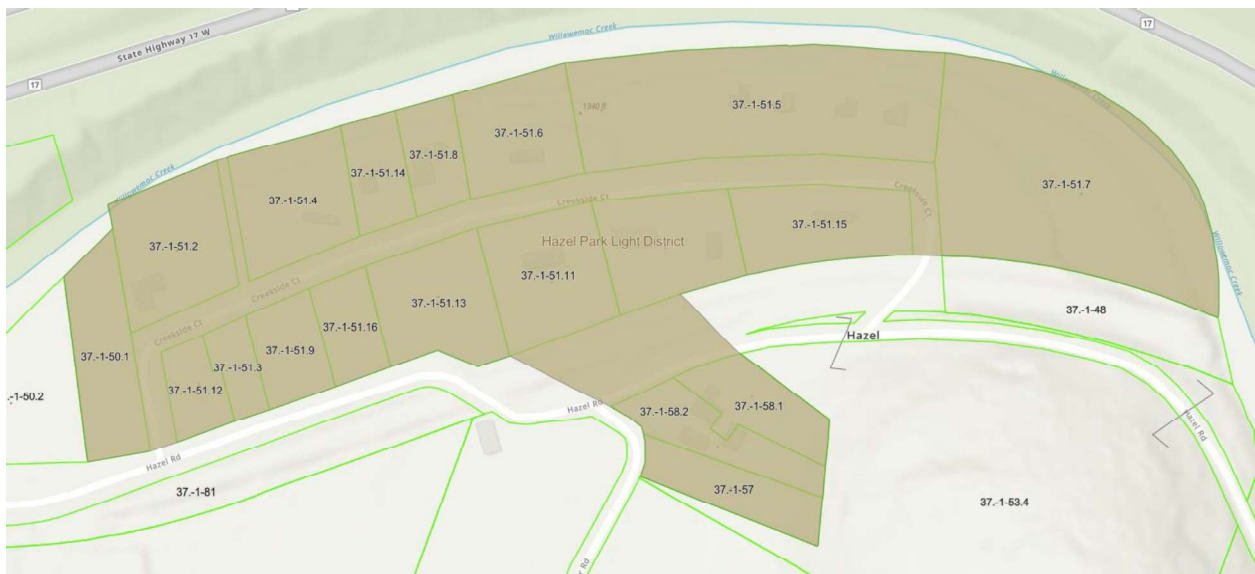 17
State Highway 17 W
Willowemoc Creek
17
Willowemoc Creek
1340 ft
37.-1-51.5
37.-1-51.6
37.-1-51.8
37.-1-51.14
37.-1-51.4
Willowemoc Creek
37.-1-51.7
Creekside Ct
Creekside Ct
37.-1-51.2
37.-1-51.15
Hazel Park Light District
Willowemoc Creek
37.-1-51.11
Creekside Ct
37.-1-51.13
37.-1-48
Creekside Ct
37.-1-51.16
Hazel
37.-1-50.1
37.-1-51.9
37.-1-51.3
37.-1-51.12
.-1-50.2
Hazel Rd
37.-1-58.2
37.-1-58.1
Hazel Rd
Hazel Rd
37.-1-81
37.-1-57
37.-1-53.4
r Rd